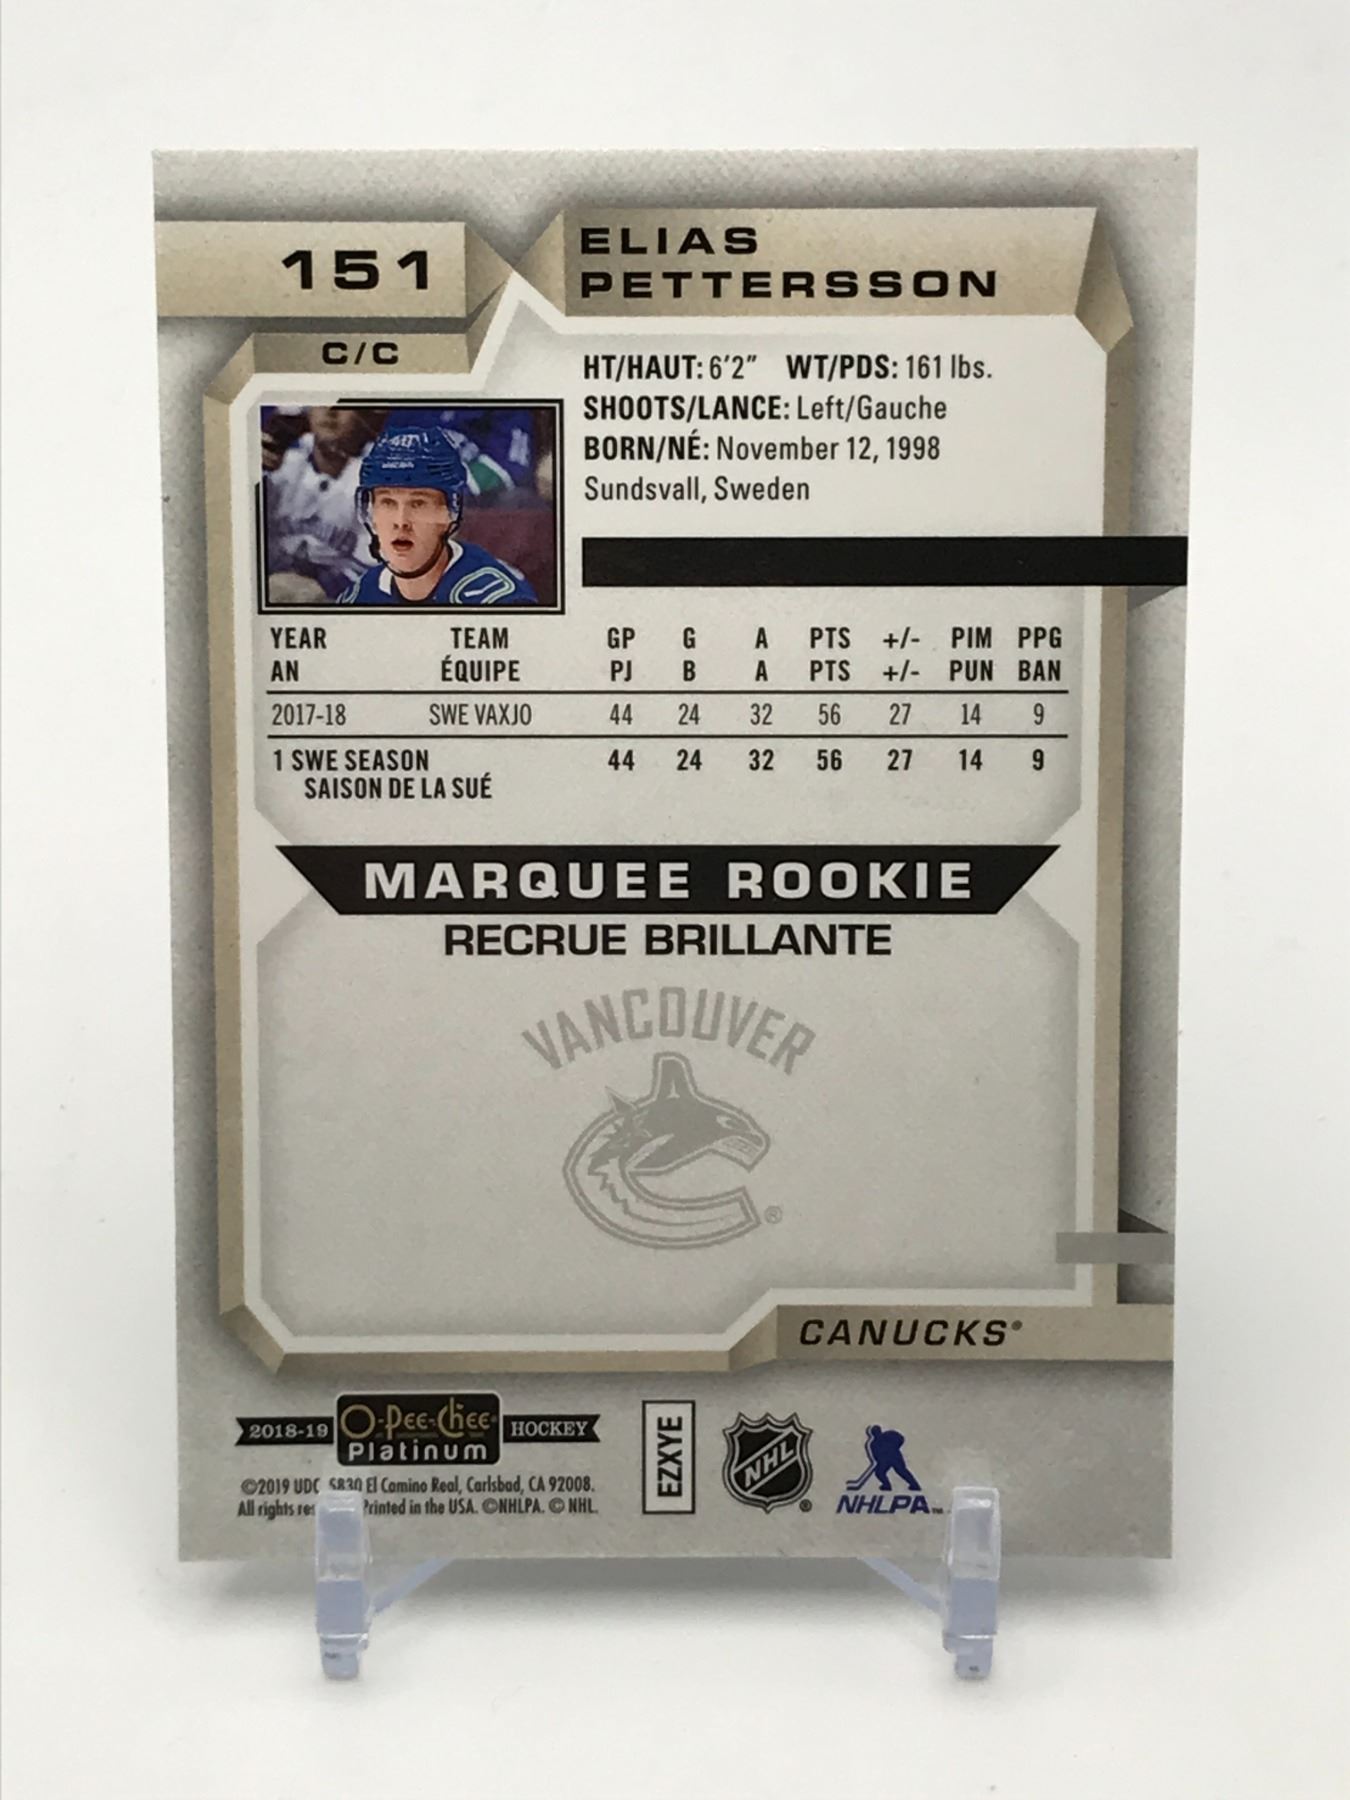 151
ELIAS
PETTERSSON
C/C
HT/HAUT: 6'2" WT/PDS: 161 lbs.
SHOOTS/LANCE: Left/Gauche
BORN/NÉ: November 12, 1998
Sundsvall, Sweden
YEAR TEAM GP G A PTS +/- PIM PPG
AN ÉQUIPE PJ B A PTS +/- PUN BAN
2017-18 SWE VAXJO 44 24 32 56 27 14 9
1 SWE SEASON 44 24 32 56 27 14 9
SAISON DE LA SUÉ
MARQUEE ROOKIE
RECRUE BRILLANTE
VANCOUVER
®
CANUCKS®
2018-19 O-Pee-Chee Platinum HOCKEY
©2019 UDC 5830 El Camino Real, Carlsbad, CA 92008.
All rights Printed in the USA. ©NHLPA. © NHL.
EZXYE
NHL ®
NHLPA™